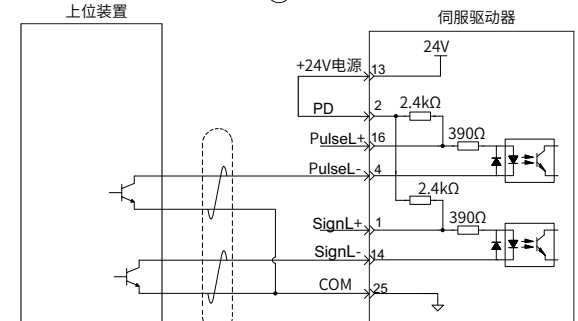 上位装置
伺服驱动器
24V
+24V电源
13
PD
2
2.4kΩ
PulseL+
16
390Ω
PulseL-
4
2.4kΩ
SignL+
1
390Ω
SignL-
14
COM
25